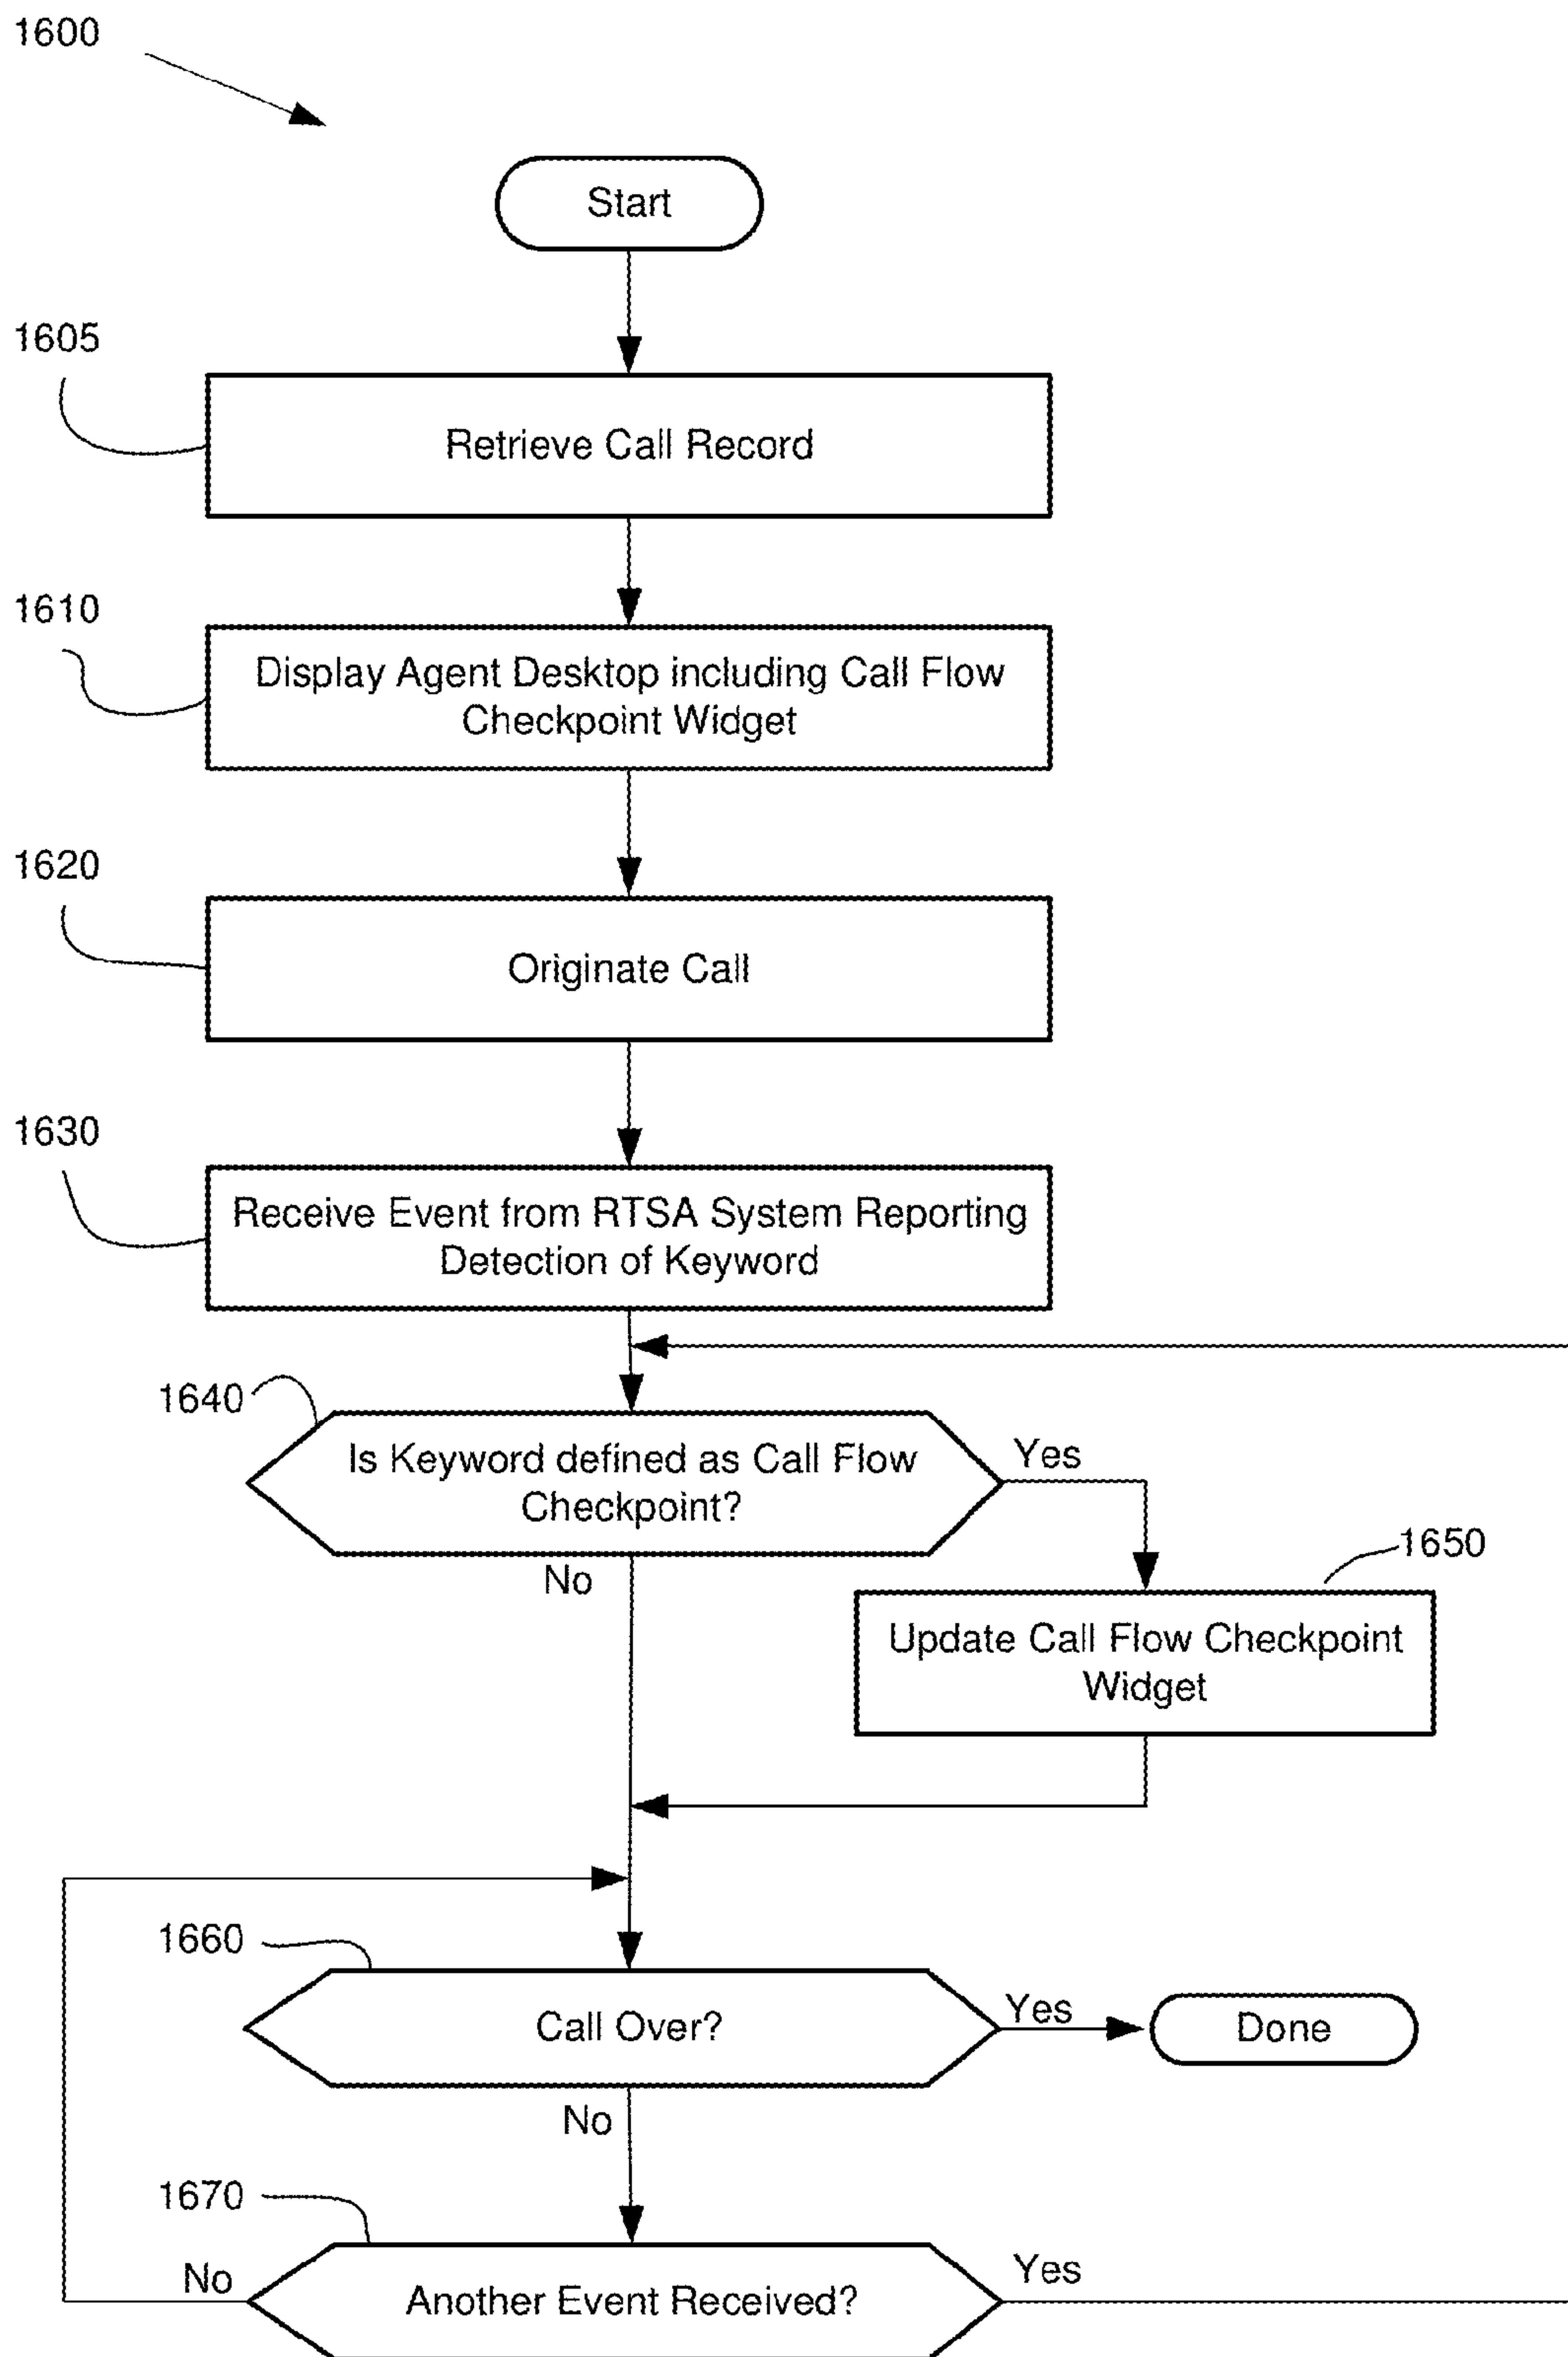 1600
Start
1605
Retrieve Call Record
1610
Display Agent Desktop including Call Flow
Checkpoint Widget
1620
Originate Call
1630
Receive Event from RTSA System Reporting
Detection of Keyword
1640
Is Keyword defined as Call Flow
Checkpoint?
Yes
No
1650
Update Call Flow Checkpoint
Widget
1660
Call Over?
Yes
Done
No
1670
Another Event Received?
No
Yes